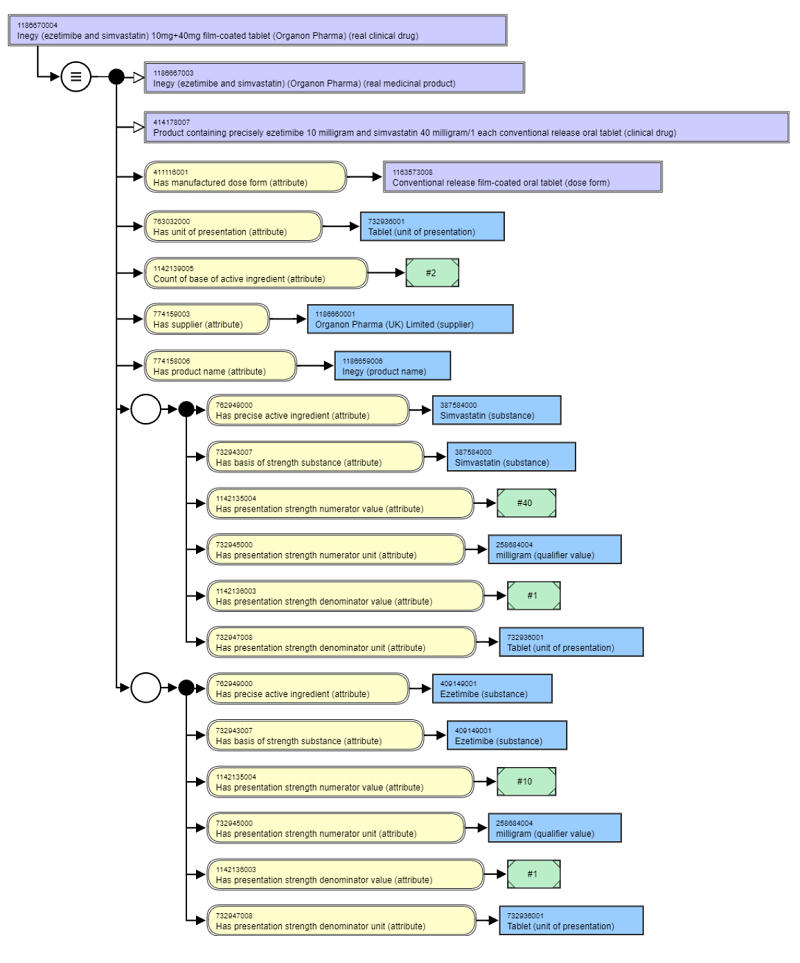 1186670004
Inegy (ezetimibe and simvastatin) 10mg+40mg film-coated tablet (Organon Pharma) (real clinical drug)
1186667003
Inegy (ezetimibe and simvastatin) (Organon Pharma) (real medicinal product)
414178007
Product containing precisely ezetimibe 10 milligram and simvastatin 40 milligram/1 each conventional release oral tablet (clinical drug)
411116001
Has manufactured dose form (attribute)
1163573008
Conventional release film-coated oral tablet (dose form)
763032000
Has unit of presentation (attribute)
732936001
Tablet (unit of presentation)
1142139005
Count of base of active ingredient (attribute)
#2
774159003
Has supplier (attribute)
1186660001
Organon Pharma (UK) Limited (supplier)
774158006
Has product name (attribute)
1186659006
Inegy (product name)
762949000
Has precise active ingredient (attribute)
387584000
Simvastatin (substance)
732943007
Has basis of strength substance (attribute)
387584000
Simvastatin (substance)
1142135004
Has presentation strength numerator value (attribute)
#40
732945000
Has presentation strength numerator unit (attribute)
258684004
milligram (qualifier value)
1142136003
Has presentation strength denominator value (attribute)
#1
732947008
Has presentation strength denominator unit (attribute)
732936001
Tablet (unit of presentation)
762949000
Has precise active ingredient (attribute)
409149001
Ezetimibe (substance)
732943007
Has basis of strength substance (attribute)
409149001
Ezetimibe (substance)
1142135004
Has presentation strength numerator value (attribute)
#10
732945000
Has presentation strength numerator unit (attribute)
258684004
milligram (qualifier value)
1142136003
Has presentation strength denominator value (attribute)
#1
732947008
Has presentation strength denominator unit (attribute)
732936001
Tablet (unit of presentation)